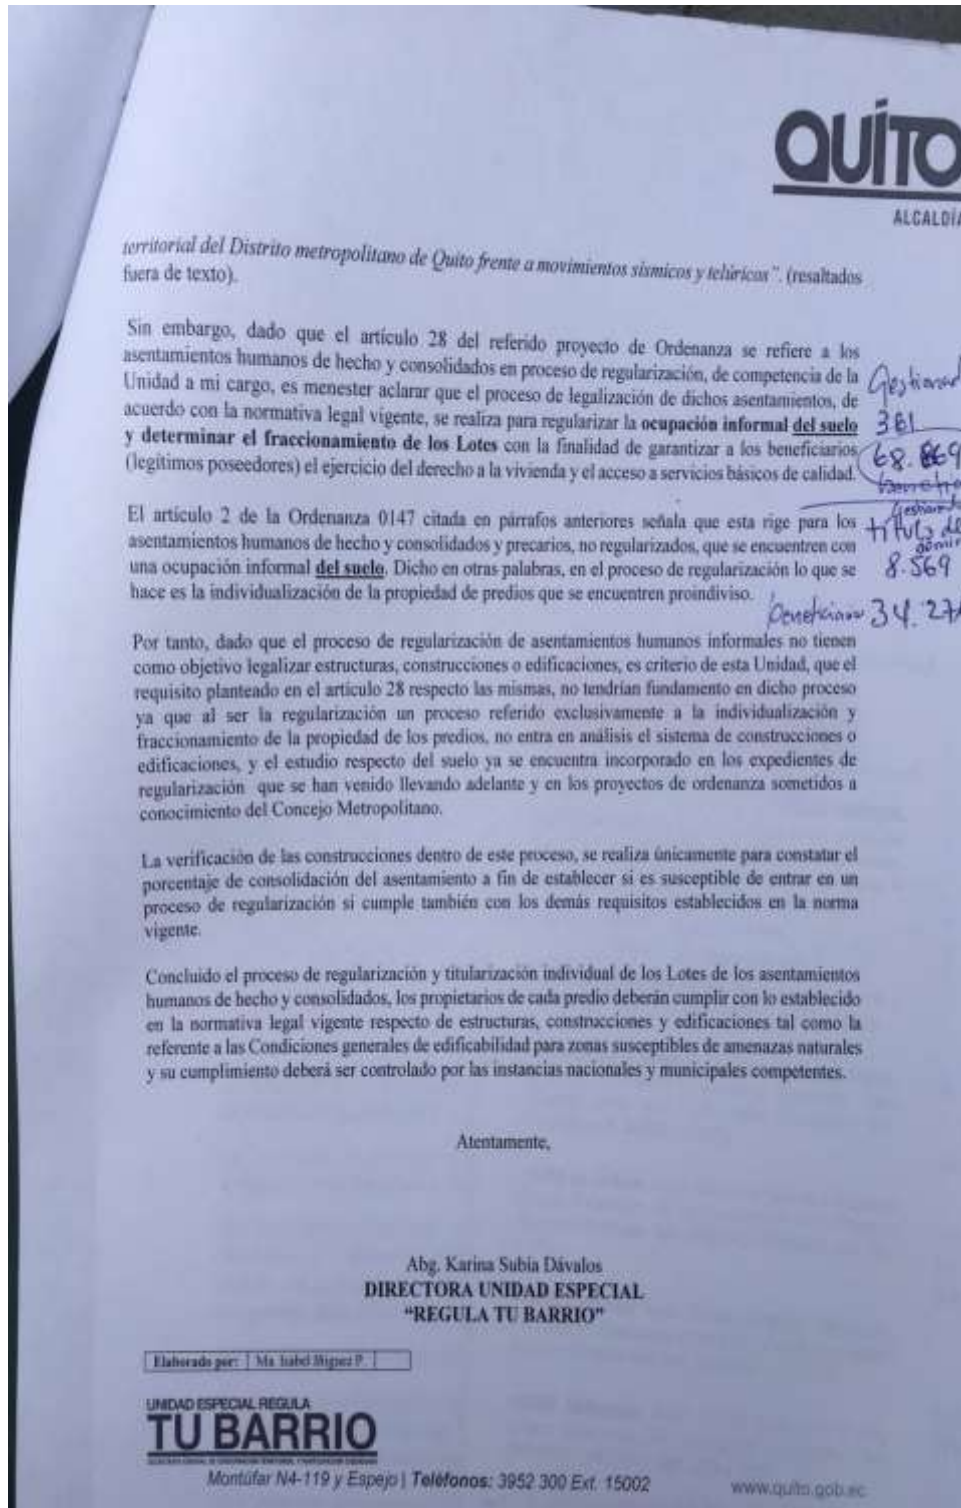 QUITO
ALCALDÍA
territorial del Distrito metropolitano de Quito frente a movimientos sísmicos y telúricos". (resaltados
fuera de texto).
Sin embargo, dado que el artículo 28 del referido proyecto de Ordenanza se refiere a los
asentamientos humanos de hecho y consolidados en proceso de regularización, de competencia de la
Unidad a mi cargo, es menester aclarar que el proceso de legalización de dichos asentamientos, de
acuerdo con la normativa legal vigente, se realiza para regularizar la ocupación informal del suelo
y determinar el fraccionamiento de los Lotes con la finalidad de garantizar a los beneficiarios
(legítimos poseedores) el ejercicio del derecho a la vivienda y el acceso a servicios básicos de calidad.
361
68.869
El artículo 2 de la Ordenanza 0147 citada en párrafos anteriores señala que esta rige para los
asentamientos humanos de hecho y consolidados y precarios, no regularizados, que se encuentren con
una ocupación informal del suelo. Dicho en otras palabras, en el proceso de regularización lo que se
hace es la individualización de la propiedad de predios que se encuentren proindiviso.
8.569
34.27
Por tanto, dado que el proceso de regularización de asentamientos humanos informales no tienen
como objetivo legalizar estructuras, construcciones o edificaciones, es criterio de esta Unidad, que el
requisito planteado en el artículo 28 respecto las mismas, no tendrían fundamento en dicho proceso
ya que al ser la regularización un proceso referido exclusivamente a la individualización y
fraccionamiento de la propiedad de los predios, no entra en análisis el sistema de construcciones o
edificaciones, y el estudio respecto del suelo ya se encuentra incorporado en los expedientes de
regularización que se han venido llevando adelante y en los proyectos de ordenanza sometidos a
conocimiento del Concejo Metropolitano.
La verificación de las construcciones dentro de este proceso, se realiza únicamente para constatar el
porcentaje de consolidación del asentamiento a fin de establecer si es susceptible de entrar en un
proceso de regularización si cumple también con los demás requisitos establecidos en la norma
vigente.
Concluido el proceso de regularización y titularización individual de los Lotes de los asentamientos
humanos de hecho y consolidados, los propietarios de cada predio deberán cumplir con lo establecido
en la normativa legal vigente respecto de estructuras, construcciones y edificaciones tal como la
referente a las Condiciones generales de edificabilidad para zonas susceptibles de amenazas naturales
y su cumplimiento deberá ser controlado por las instancias nacionales y municipales competentes.
Atentamente,
Abg. Karina Subía Dávalos
DIRECTORA UNIDAD ESPECIAL
"REGULA TU BARRIO"
Elaborado por: Ma. Isabel Iñiguez P.
UNIDAD ESPECIAL REGULA
TU BARRIO
Montúfar N4-119 y Espejo | Teléfonos: 3952 300 Ext. 15002
www.quito.gob.ec